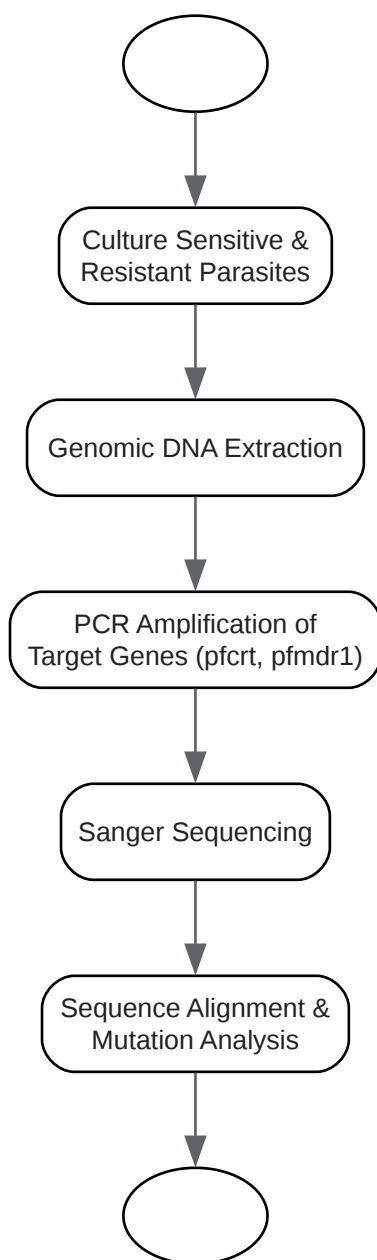 Culture Sensitive &
Resistant Parasites
Genomic DNA Extraction
PCR Amplification of
Target Genes (pfcrt, pfmdr1)
Sanger Sequencing
Sequence Alignment &
Mutation Analysis